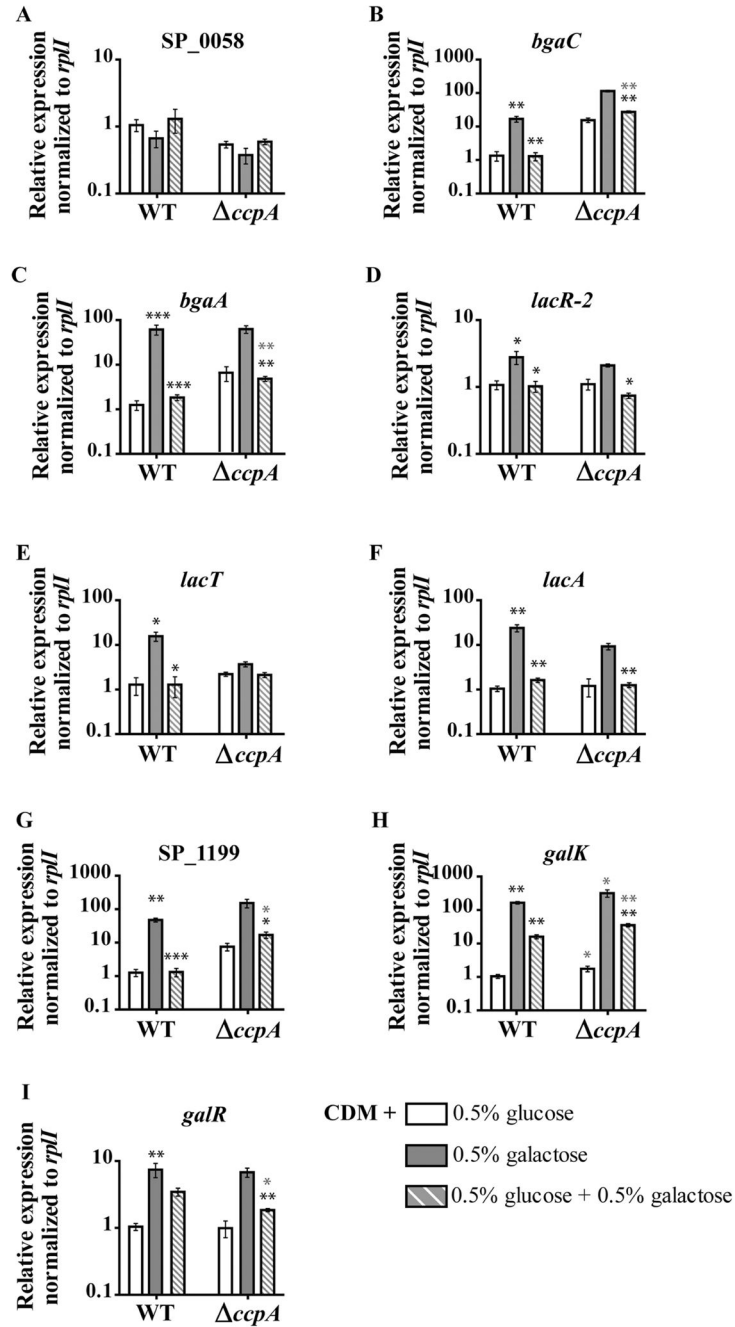 A
SP_0058
Relative expression
normalized to rplI
10
1
0.1
WT
ΔccpA
B
bgaC
Relative expression
normalized to rplI
1000
100
10
1
0.1
**
**
**
**
WT
ΔccpA
C
bgaA
Relative expression
normalized to rplI
100
10
1
0.1
***
***
**
**
WT
ΔccpA
D
lacR-2
Relative expression
normalized to rplI
10
1
0.1
*
*
*
WT
ΔccpA
E
lacT
Relative expression
normalized to rplI
100
10
1
0.1
*
*
WT
ΔccpA
F
lacA
Relative expression
normalized to rplI
100
10
1
0.1
**
**
**
WT
ΔccpA
G
SP_1199
Relative expression
normalized to rplI
1000
100
10
1
0.1
**
***
*
*
WT
ΔccpA
H
galK
Relative expression
normalized to rplI
1000
100
10
1
0.1
**
**
*
*
**
**
WT
ΔccpA
I
galR
Relative expression
normalized to rplI
10
1
0.1
**
*
**
WT
ΔccpA
CDM + 0.5% glucose
0.5% galactose
0.5% glucose + 0.5% galactose